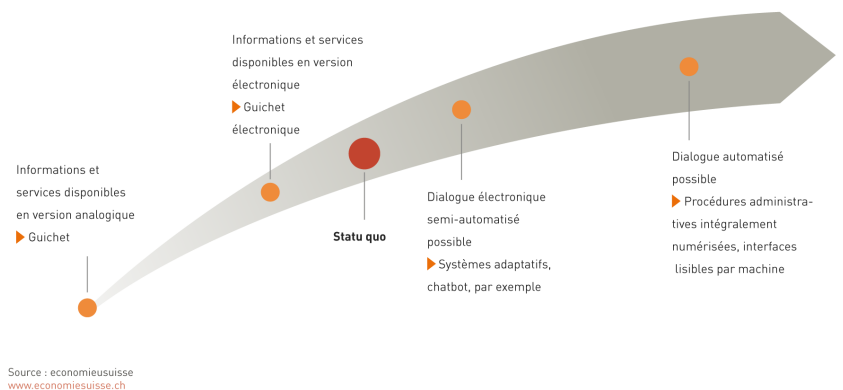 Informations et services
disponibles en version
électronique
Guichet
électronique
Informations et
services disponibles
en version analogique
Guichet
Statu quo
Dialogue électronique
semi-automatisé
possible
Systèmes adaptatifs,
chatbot, par exemple
Dialogue automatisé
possible
Procédures administra-
tives intégralement
numérisées, interfaces
lisibles par machine
Source : economieusuisse
www.economiesuisse.ch